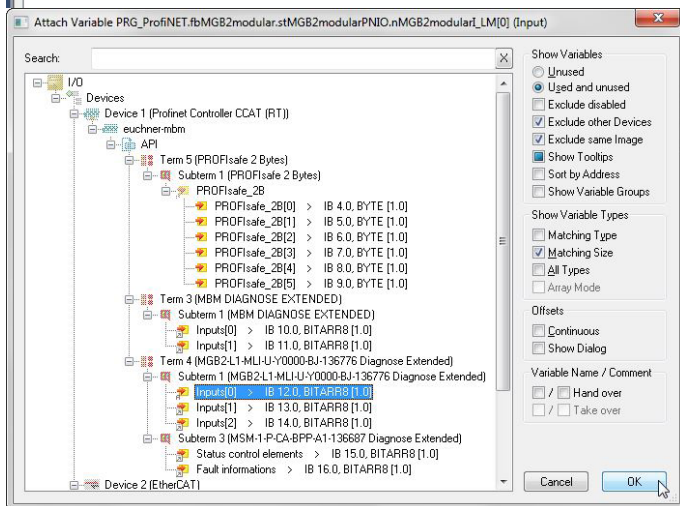 Attach Variable PRG_ProfiNET.fbMGB2modular.stMGB2modularPNIO.nMGB2modularI_LM[0] (Input)
Search:
X
I/O
Devices
Device 1 (Profinet Controller CCAT (RT))
euchner-mbm
API
Term 5 (PROFIsafe 2 Bytes)
Subterm 1 (PROFIsafe 2 Bytes)
PROFIsafe_2B
PROFIsafe_2B[0] > IB 4.0, BYTE [1.0]
PROFIsafe_2B[1] > IB 5.0, BYTE [1.0]
PROFIsafe_2B[2] > IB 6.0, BYTE [1.0]
PROFIsafe_2B[3] > IB 7.0, BYTE [1.0]
PROFIsafe_2B[4] > IB 8.0, BYTE [1.0]
PROFIsafe_2B[5] > IB 9.0, BYTE [1.0]
Term 3 (MBM DIAGNOSE EXTENDED)
Subterm 1 (MBM DIAGNOSE EXTENDED)
Inputs[0] > IB 10.0, BITARR8 [1.0]
Inputs[1] > IB 11.0, BITARR8 [1.0]
Term 4 (MGB2-L1-MLI-U-Y0000-BJ-136776 Diagnose Extended)
Subterm 1 (MGB2-L1-MLI-U-Y0000-BJ-136776 Diagnose Extended)
Inputs[0] > IB 12.0, BITARR8 [1.0]
Inputs[1] > IB 13.0, BITARR8 [1.0]
Inputs[2] > IB 14.0, BITARR8 [1.0]
Subterm 3 (MSM-1-P-CA-BPP-A1-136687 Diagnose Extended)
Status control elements > IB 15.0, BITARR8 [1.0]
Fault informations > IB 16.0, BITARR8 [1.0]
Device 2 (EtherCAT)
Show Variables
Unused
Used and unused
Exclude disabled
Exclude other Devices
Exclude same Image
Show Tooltips
Sort by Address
Show Variable Groups
Show Variable Types
Matching Type
Matching Size
All Types
Array Mode
Offsets
Continuous
Show Dialog
Variable Name / Comment
/ Hand over
/ Take over
Cancel
OK